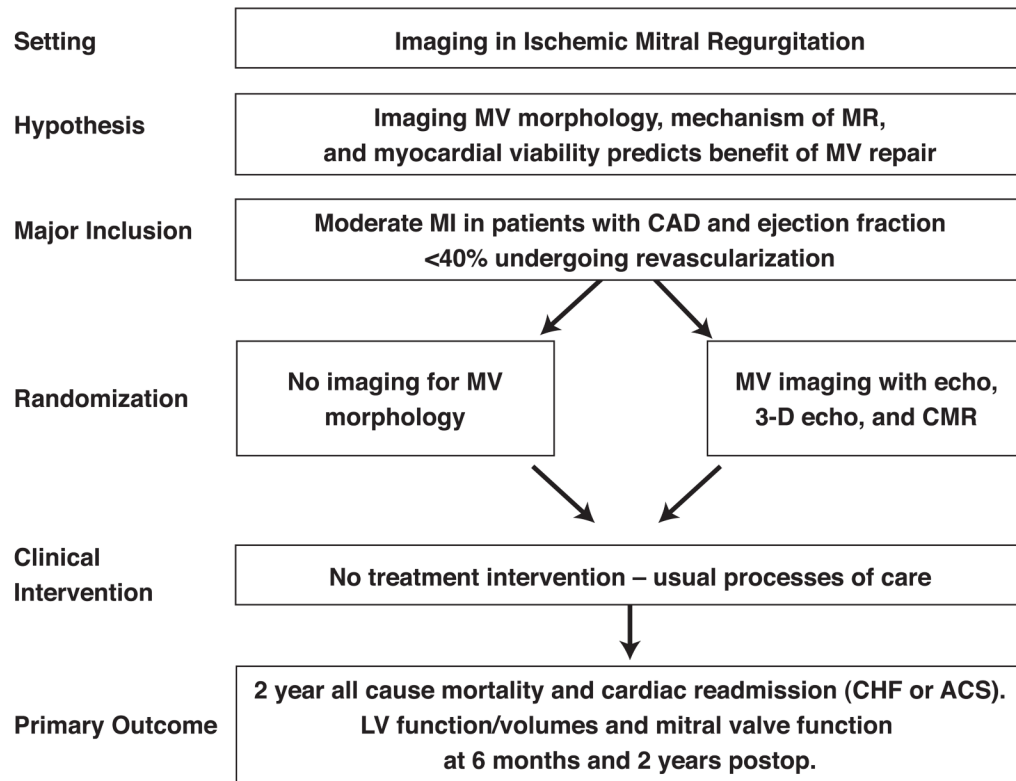 Setting
Imaging in Ischemic Mitral Regurgitation
Hypothesis
Imaging MV morphology, mechanism of MR,
and myocardial viability predicts benefit of MV repair
Major Inclusion
Moderate MI in patients with CAD and ejection fraction
<40% undergoing revascularization
Randomization
No imaging for MV
morphology
MV imaging with echo,
3-D echo, and CMR
Clinical
Intervention
No treatment intervention – usual processes of care
Primary Outcome
2 year all cause mortality and cardiac readmission (CHF or ACS).
LV function/volumes and mitral valve function
at 6 months and 2 years postop.